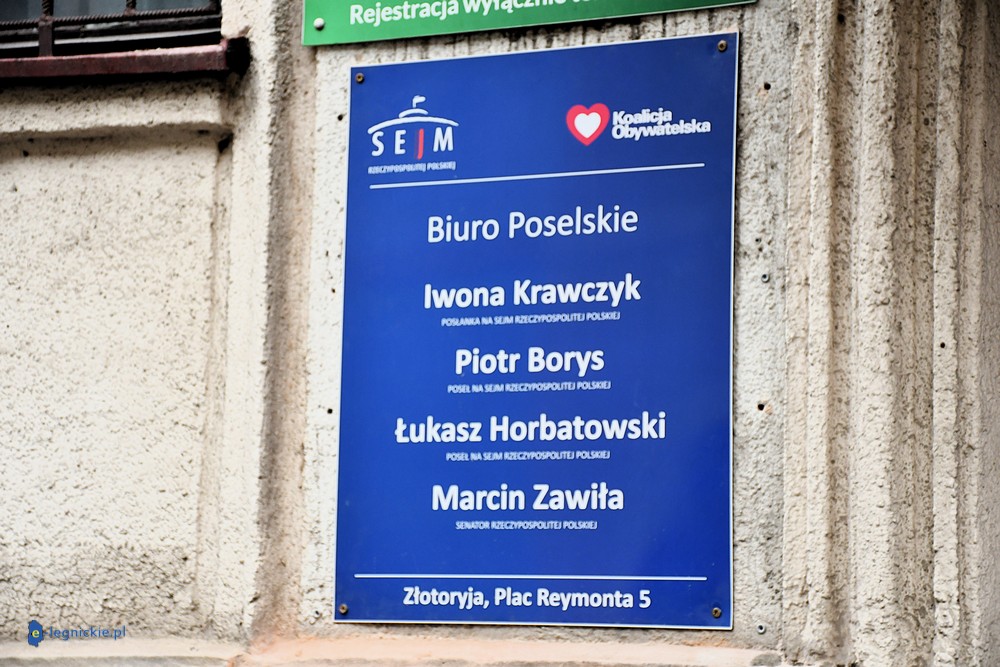 Rejestracja wyłącznie
SEJM
RZECZYPOSPOLITEJ POLSKIEJ
Koalicja
Obywatelska
Biuro Poselskie
Iwona Krawczyk
POSŁANKA NA SEJM RZECZYPOSPOLITEJ POLSKIEJ
Piotr Borys
POSEŁ NA SEJM RZECZYPOSPOLITEJ POLSKIEJ
Łukasz Horbatowski
POSEŁ NA SEJM RZECZYPOSPOLITEJ POLSKIEJ
Marcin Zawiła
SENATOR RZECZYPOSPOLITEJ POLSKIEJ
Złotoryja, Plac Reymonta 5
e-legnickie.pl